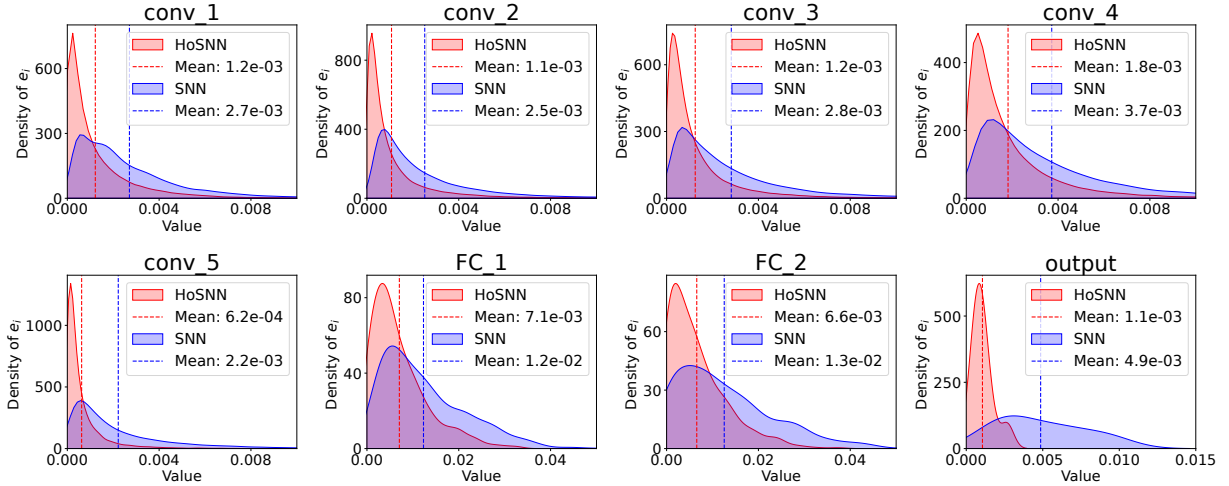 conv_1
Density of e_i
600
300
0
0.000 0.004 0.008
Value
HoSNN
Mean: 1.2e-03
SNN
Mean: 2.7e-03
conv_2
Density of e_i
800
400
0
0.000 0.004 0.008
Value
HoSNN
Mean: 1.1e-03
SNN
Mean: 2.5e-03
conv_3
Density of e_i
600
300
0
0.000 0.004 0.008
Value
HoSNN
Mean: 1.2e-03
SNN
Mean: 2.8e-03
conv_4
Density of e_i
400
200
0
0.000 0.004 0.008
Value
HoSNN
Mean: 1.8e-03
SNN
Mean: 3.7e-03
conv_5
Density of e_i
1000
500
0
0.000 0.004 0.008
Value
HoSNN
Mean: 6.2e-04
SNN
Mean: 2.2e-03
FC_1
Density of e_i
80
40
0
0.00 0.02 0.04
Value
HoSNN
Mean: 7.1e-03
SNN
Mean: 1.2e-02
FC_2
Density of e_i
60
30
0
0.00 0.02 0.04
Value
HoSNN
Mean: 6.6e-03
SNN
Mean: 1.3e-02
output
Density of e_i
500
250
0
0.000 0.005 0.010 0.015
Value
HoSNN
Mean: 1.1e-03
SNN
Mean: 4.9e-03